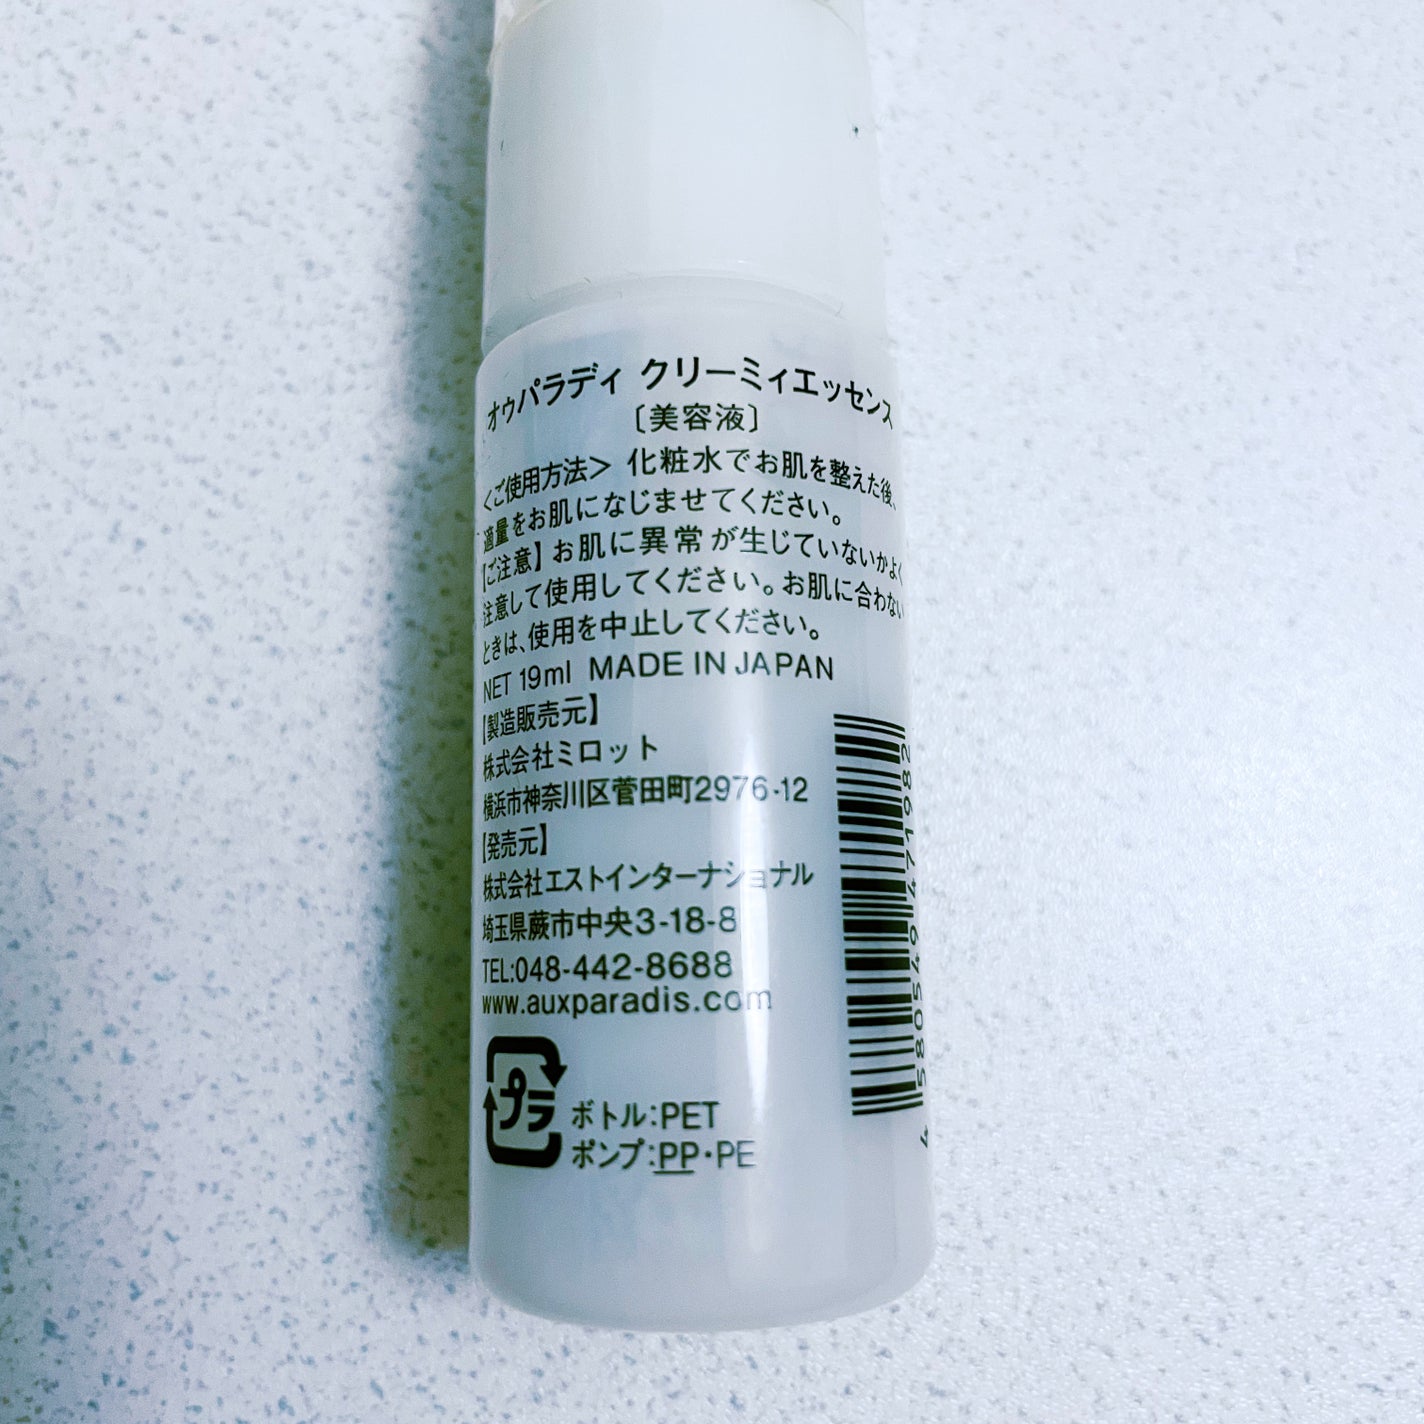 オゥパラディ クリーミィエッセンス
〔美容液〕
＜ご使用方法＞ 化粧水でお肌を整えた後、
適量をお肌になじませてください。
【ご注意】お肌に異常が生じていないかよく
注意して使用してください。お肌に合わない
ときは、使用を中止してください。
NET 19ml MADE IN JAPAN
【製造販売元】
株式会社ミロット
横浜市神奈川区菅田町2976-12
【発売元】
株式会社エストインターナショナル
埼玉県蕨市中央3-18-8
TEL:048-442-8688
www.auxparadis.com
プラ
ボトル:PET
ポンプ:PP・PE
4 580549 471982